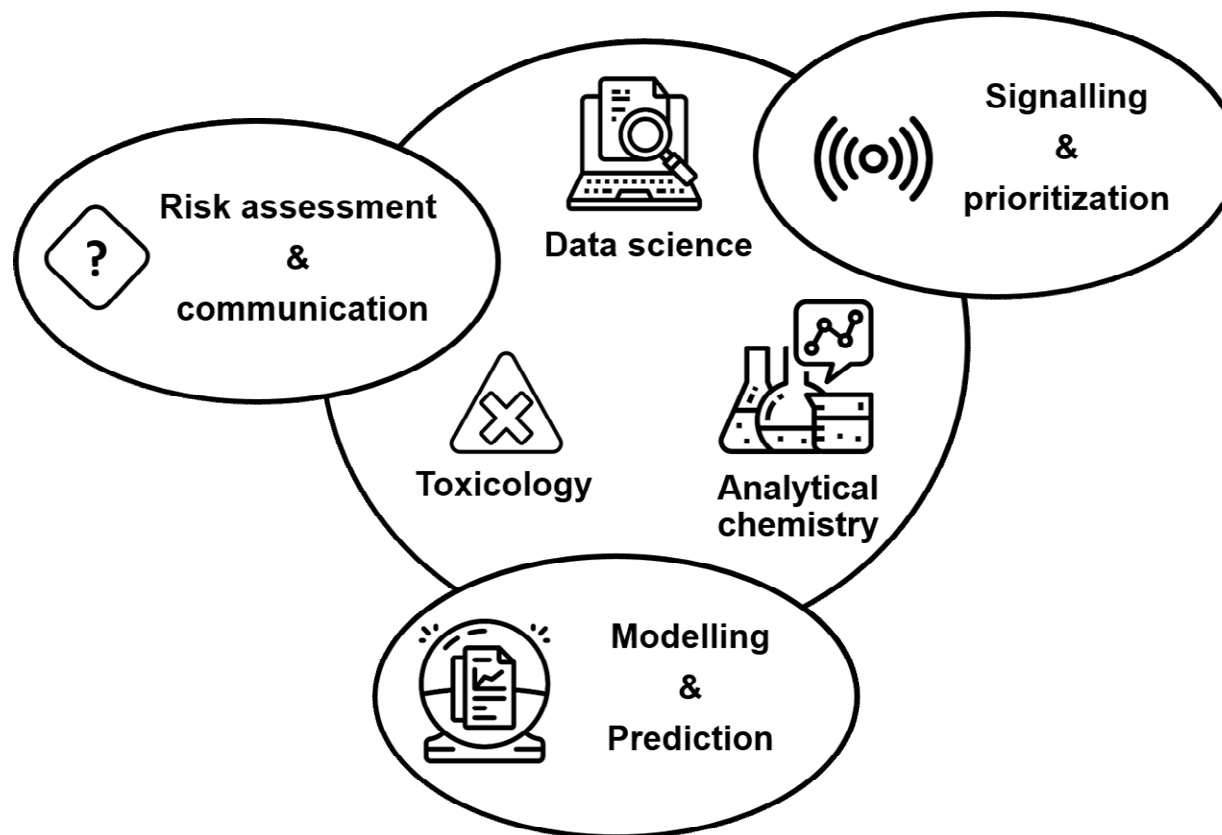 Signalling
&
prioritization
Risk assessment
&
communication
?
Data science
Toxicology
Analytical
chemistry
Modelling
&
Prediction